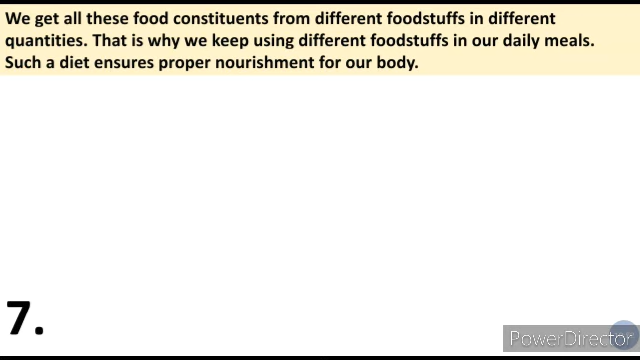 We get all these food constituents from different foodstuffs in different
quantities. That is why we keep using different foodstuffs in our daily meals.
Such a diet ensures proper nourishment for our body.
7.
PowerDirector